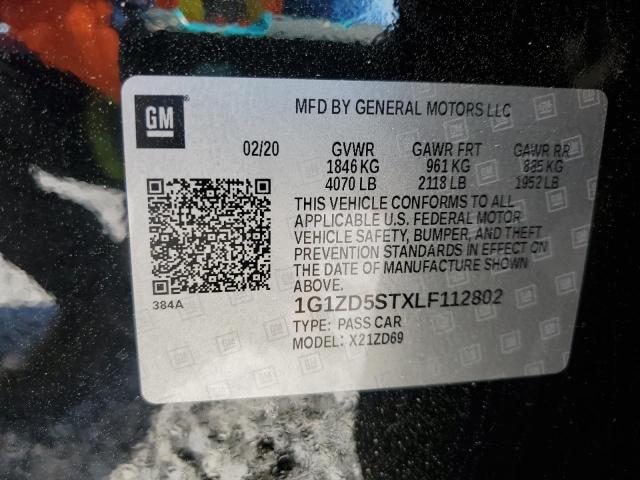 GM
MFD BY GENERAL MOTORS LLC
02/20 GVWR GAWR FRT GAWR RR
1846 KG 961 KG 885 KG
4070 LB 2118 LB 1952 LB
THIS VEHICLE CONFORMS TO ALL
APPLICABLE U.S. FEDERAL MOTOR
VEHICLE SAFETY, BUMPER, AND THEFT
PREVENTION STANDARDS IN EFFECT ON
THE DATE OF MANUFACTURE SHOWN
ABOVE.
384A
1G1ZD5STXLF112802
TYPE: PASS CAR
MODEL: X21ZD69